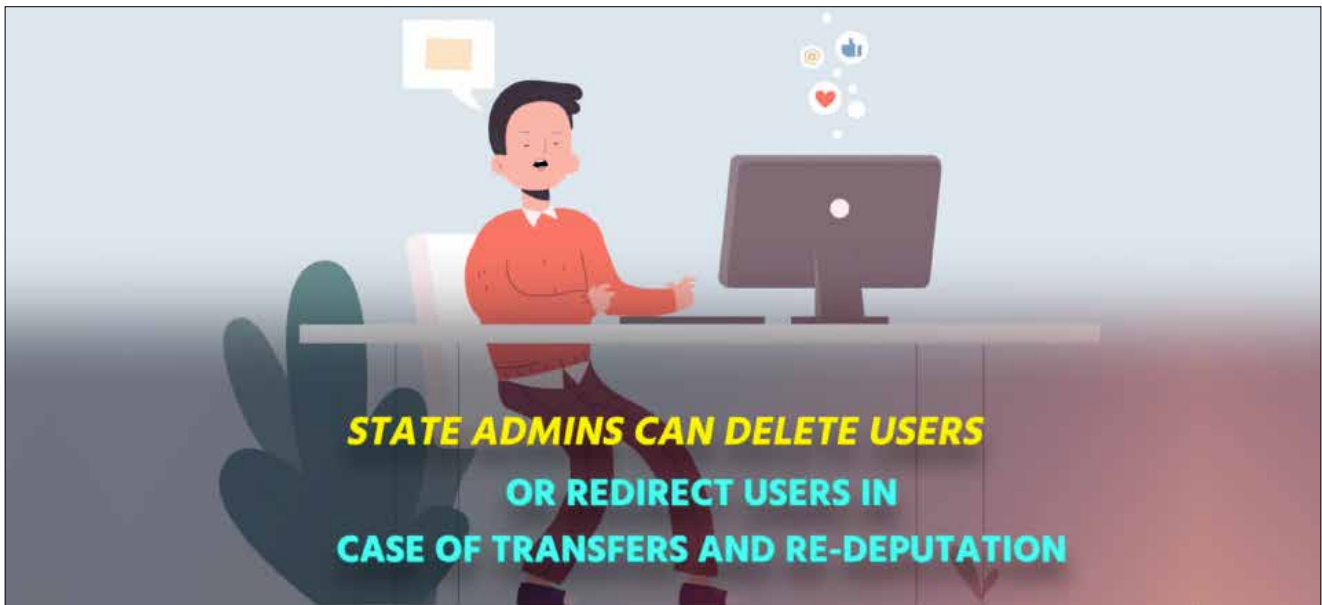 STATE ADMINS CAN DELETE USERS
OR REDIRECT USERS IN
CASE OF TRANSFERS AND RE-DEPUTATION